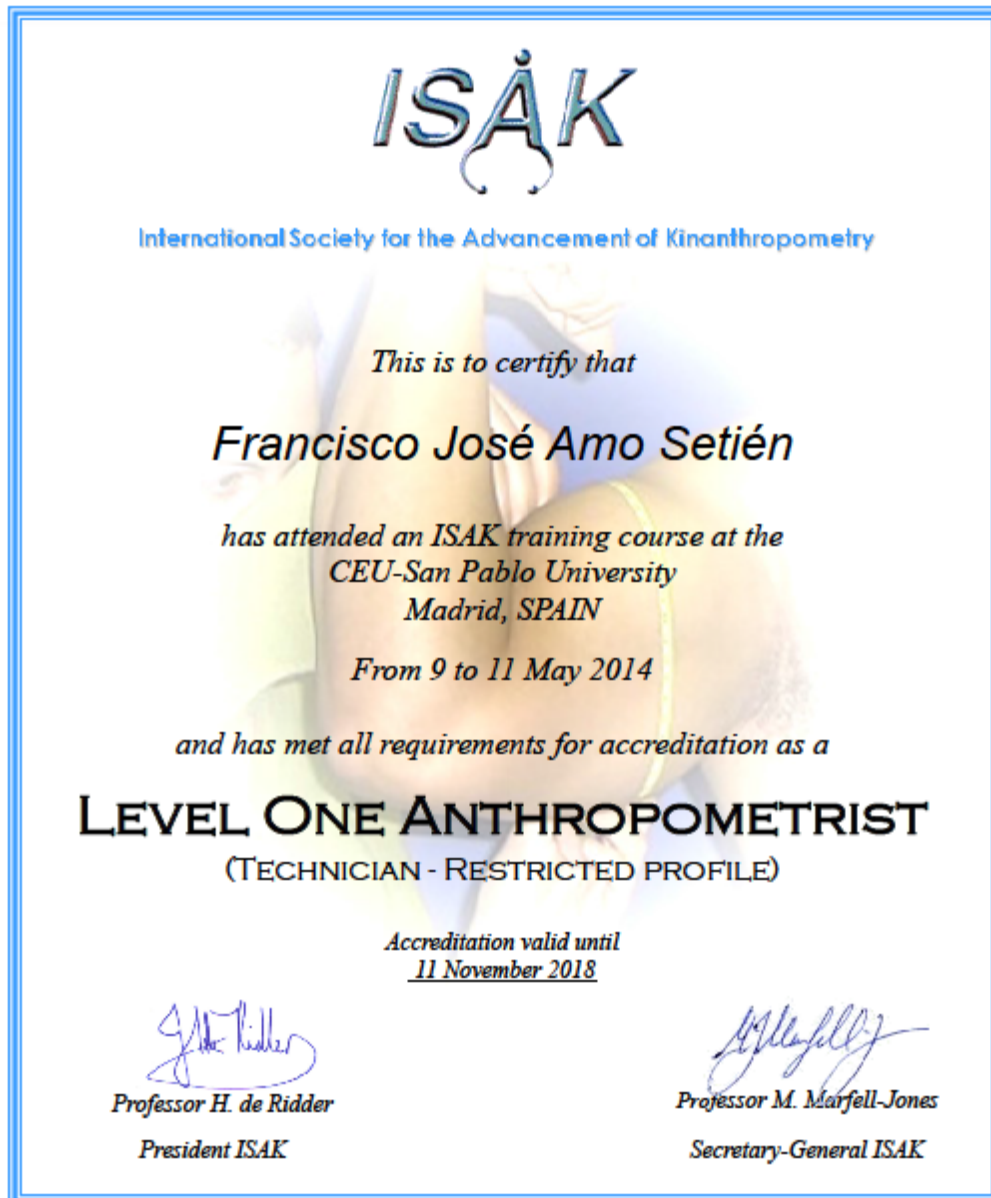 ISAK
International Society for the Advancement of Kinanthropometry
This is to certify that
Francisco José Amo Setién
has attended an ISAK training course at the
CEU-San Pablo University
Madrid, SPAIN
From 9 to 11 May 2014
and has met all requirements for accreditation as a
LEVEL ONE ANTHROPOMETRIST
(TECHNICIAN - RESTRICTED PROFILE)
Accreditation valid until
11 November 2018
Professor H. de Ridder
President ISAK
Professor M. Marfell-Jones
Secretary-General ISAK